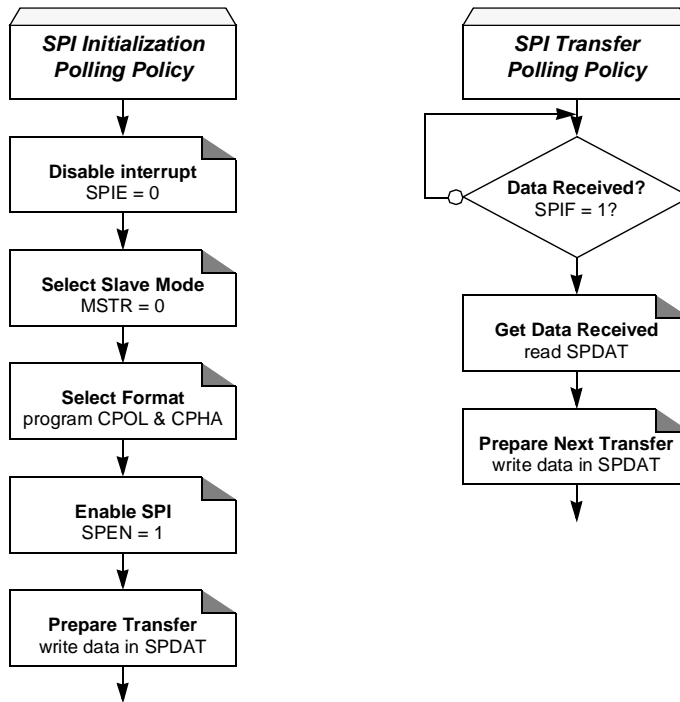 SPI Initialization
Polling Policy
Disable interrupt
SPIE = 0
Select Slave Mode
MSTR = 0
Select Format
program CPOL & CPHA
Enable SPI
SPEN = 1
Prepare Transfer
write data in SPDAT
SPI Transfer
Polling Policy
Data Received?
SPIF = 1?
Get Data Received
read SPDAT
Prepare Next Transfer
write data in SPDAT